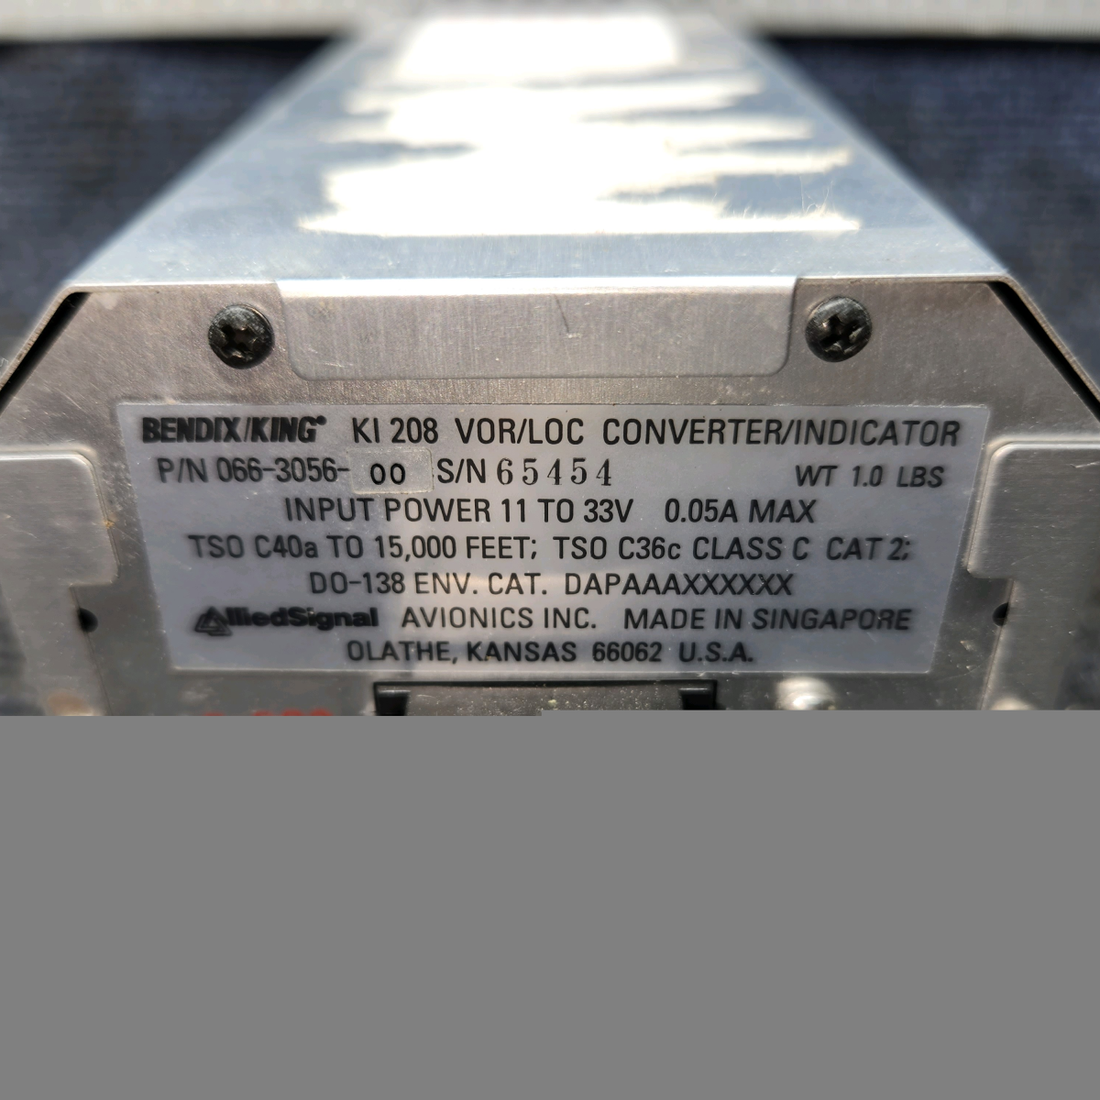 BENDIX/KING® KI 208 VOR/LOC CONVERTER/INDICATOR
P/N 066-3056- 00 S/N 65454 WT 1.0 LBS
INPUT POWER 11 TO 33V 0.05A MAX
TSO C40a TO 15,000 FEET; TSO C36c CLASS C CAT 2;
DO-138 ENV. CAT. DAPAAAXXXXXX
AlliedSignal AVIONICS INC. MADE IN SINGAPORE
OLATHE, KANSAS 66062 U.S.A.